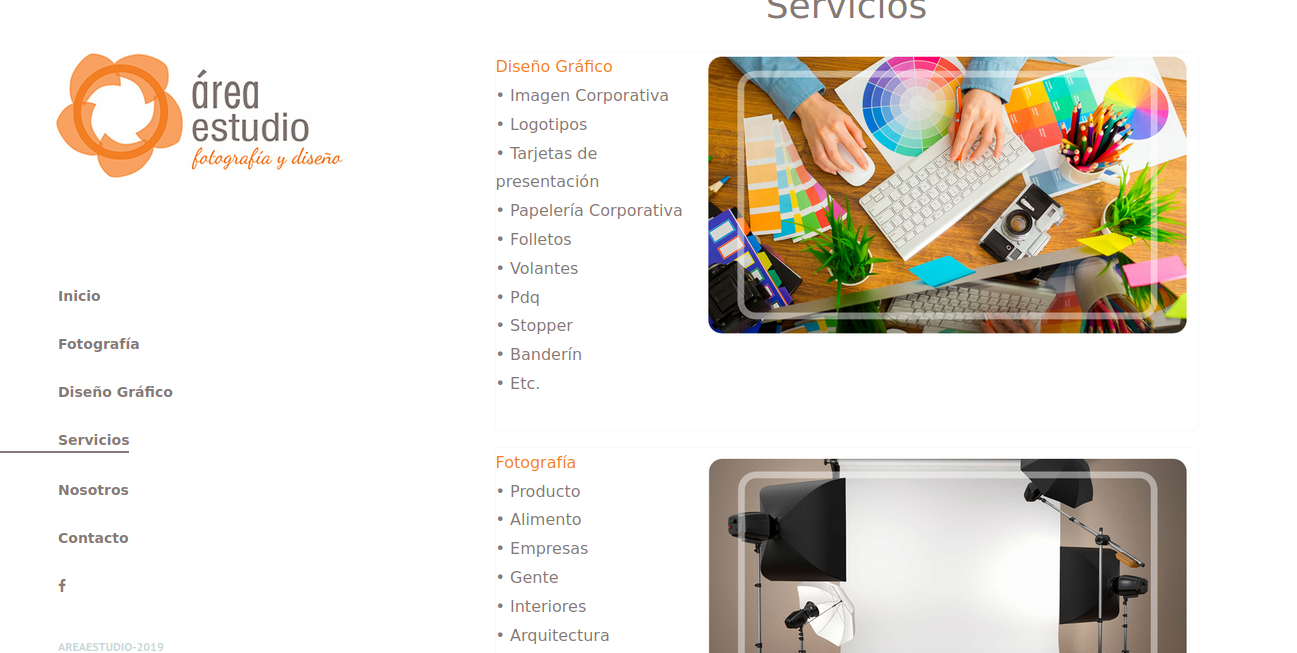 Servicios
área
estudio
fotografía y diseño
Inicio
Fotografía
Diseño Gráfico
Servicios
Nosotros
Contacto
f
AREAESTUDIO-2019
Diseño Gráfico
• Imagen Corporativa
• Logotipos
• Tarjetas de
presentación
• Papelería Corporativa
• Folletos
• Volantes
• Pdq
• Stopper
• Banderín
• Etc.
Fotografía
• Producto
• Alimento
• Empresas
• Gente
• Interiores
• Arquitectura